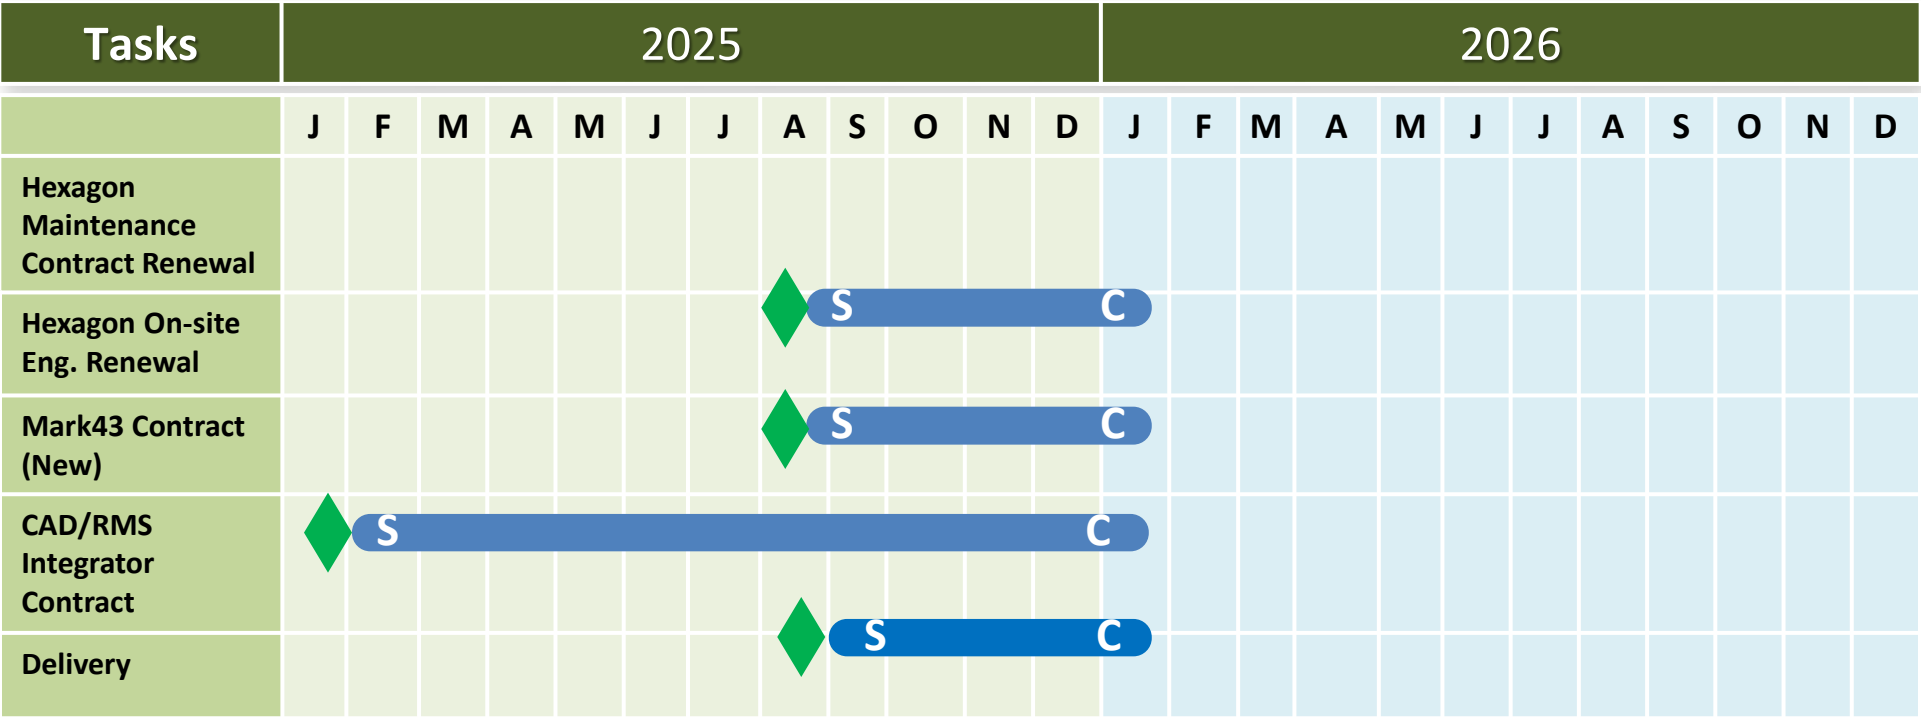 Tasks 2025 2026
J F M A M J J A S O N D J F M A M J J A S O N D
Hexagon
Maintenance
Contract Renewal
S C
Hexagon On-site
Eng. Renewal
S C
Mark43 Contract
(New)
S C
CAD/RMS
Integrator
Contract
S C
Delivery